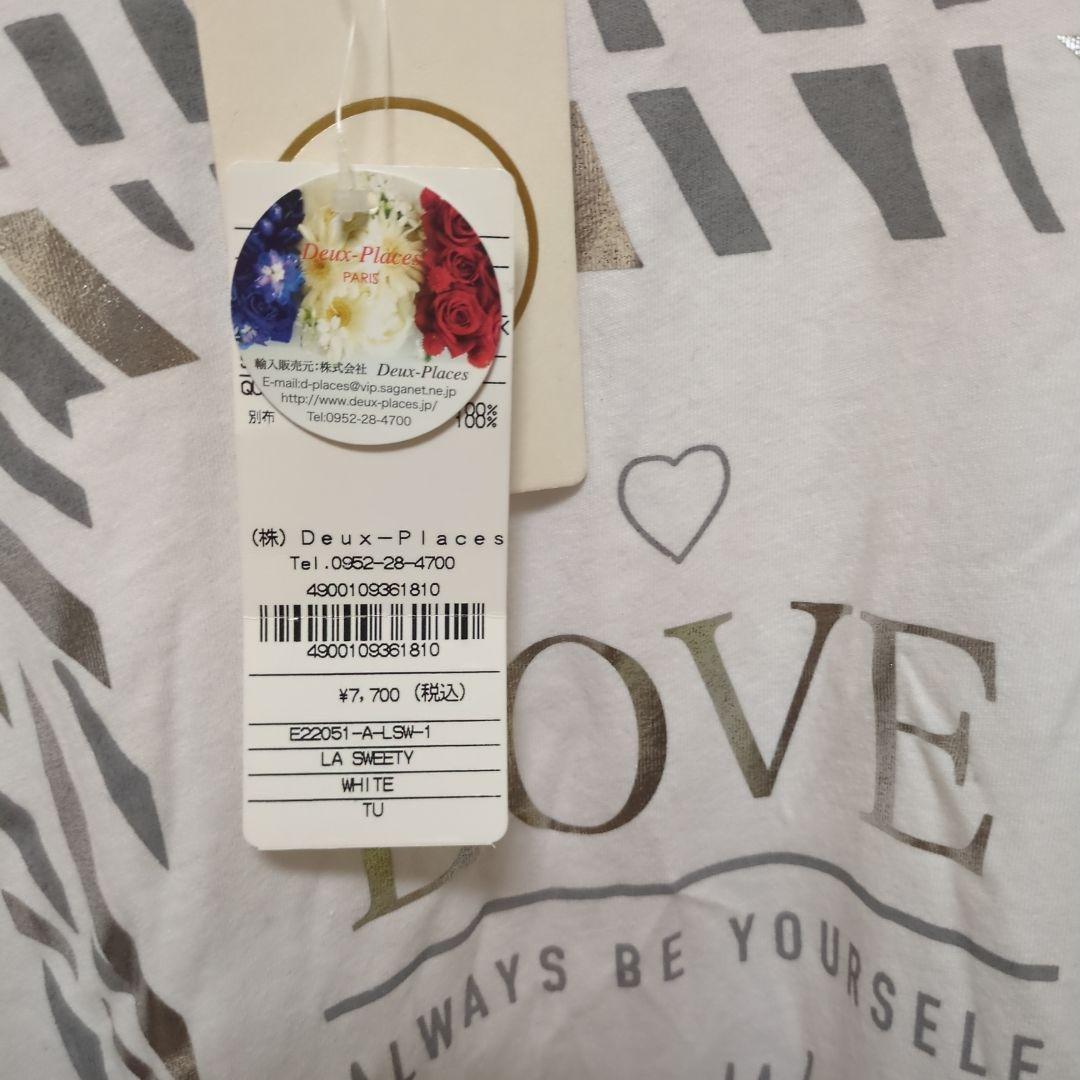 Deux-Places
PARIS
輸入販売元:株式会社 Deux-Places
E-mail:d-places@vip.saganet.ne.jp
http://www.deux-places.jp/
Tel:0952-28-4700
別布
100%
(株) Deux-Places
Tel.0952-28-4700
4900109361810
4900109361810
¥7,700 (税込)
E22051-A-LSW-1
LA SWEETY
WHITE
TU
LOVE
ALWAYS BE YOURSELF